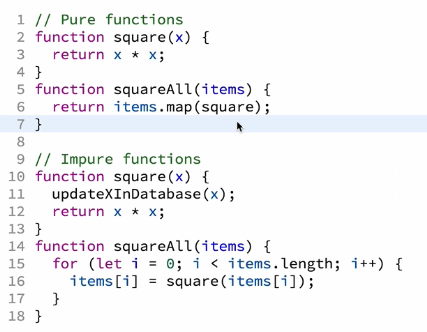 1 // Pure functions
2 function square(x) {
3   return x * x;
4 }
5 function squareAll(items) {
6   return items.map(square);
7 }
8
9 // Impure functions
10 function square(x) {
11   updateXInDatabase(x);
12   return x * x;
13 }
14 function squareAll(items) {
15   for (let i = 0; i < items.length; i++) {
16     items[i] = square(items[i]);
17   }
18 }